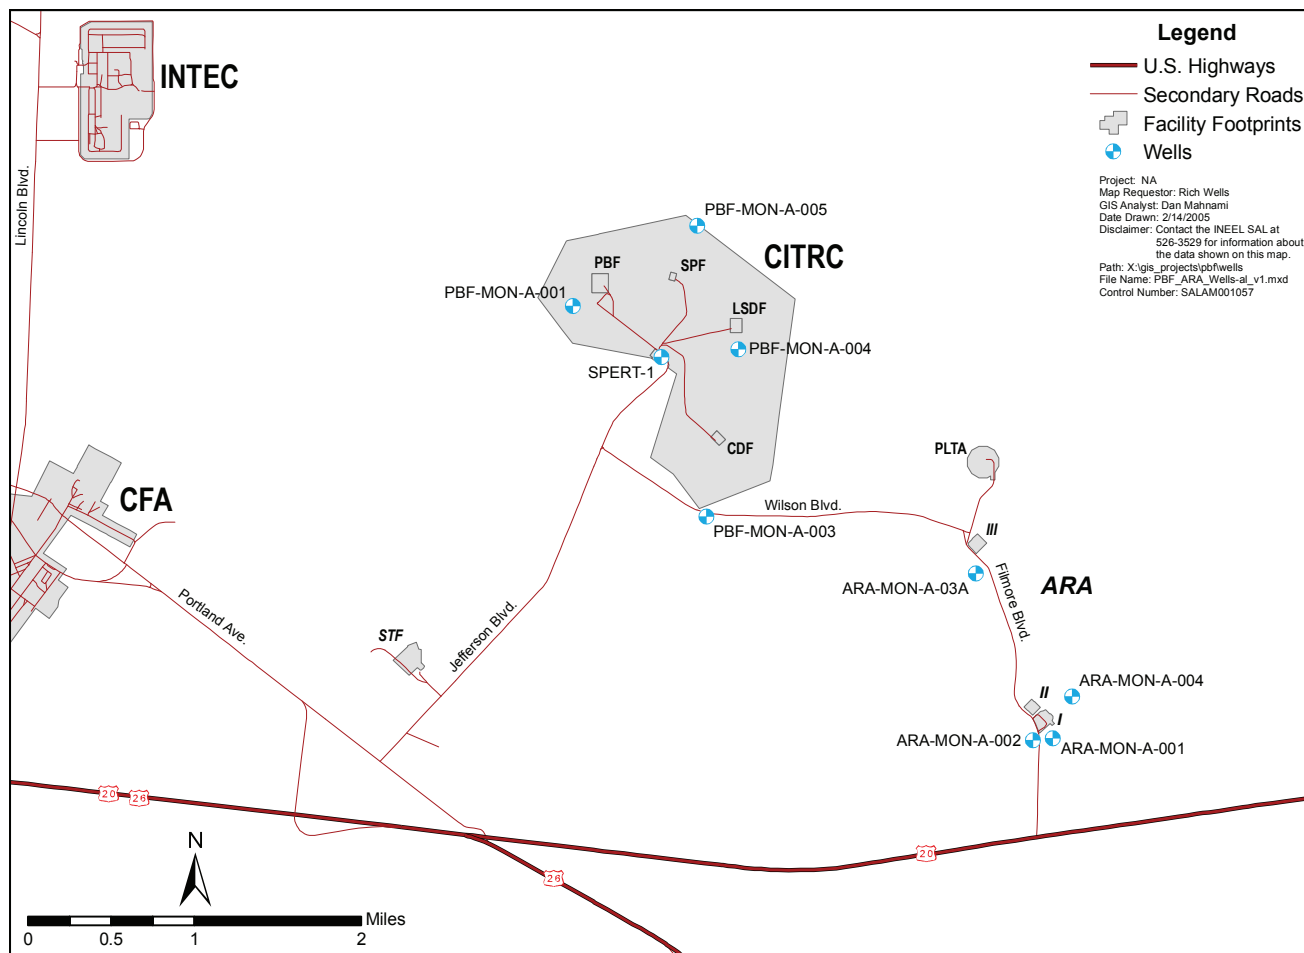 Legend
U.S. Highways
Secondary Roads
Facility Footprints
Wells
Project: NA
Map Requestor: Rich Wells
GIS Analyst: Dan Mahnami
Date Drawn: 2/14/2005
Disclaimer: Contact the INEEL SAL at
526-3529 for information about
the data shown on this map.
Path: X:\gis_projects\pbf\wells
File Name: PBF_ARA_Wells-al_v1.mxd
Control Number: SALAM001057
INTEC
Lincoln Blvd.
PBF-MON-A-005
CITRC
PBF
SPF
PBF-MON-A-001
LSDF
PBF-MON-A-004
SPERT-1
CDF
PLTA
CFA
Wilson Blvd.
PBF-MON-A-003
III
ARA-MON-A-03A
Filmore Blvd.
ARA
Portland Ave.
STF
Jefferson Blvd.
ARA-MON-A-004
II
I
ARA-MON-A-002
ARA-MON-A-001
20
26
20
26
N
Miles
0
0.5
1
2